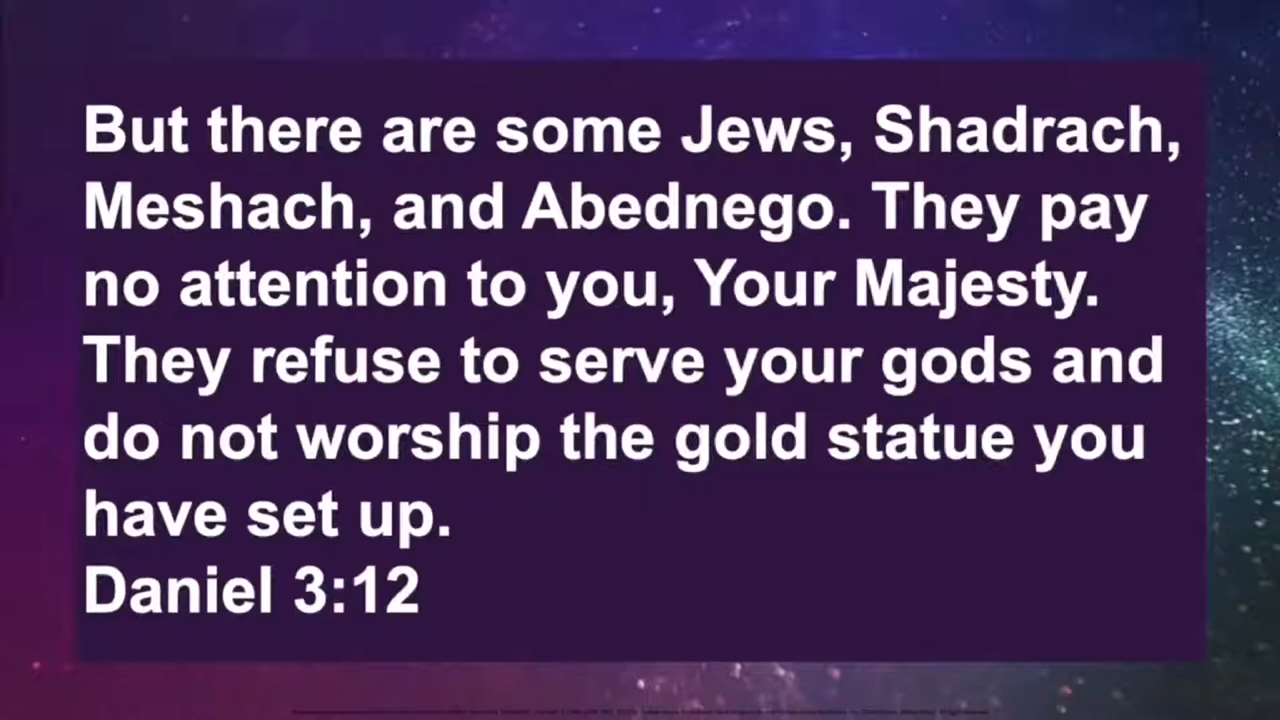 But there are some Jews, Shadrach,
Meshach, and Abednego. They pay
no attention to you, Your Majesty.
They refuse to serve your gods and
do not worship the gold statue you
have set up.
Daniel 3:12